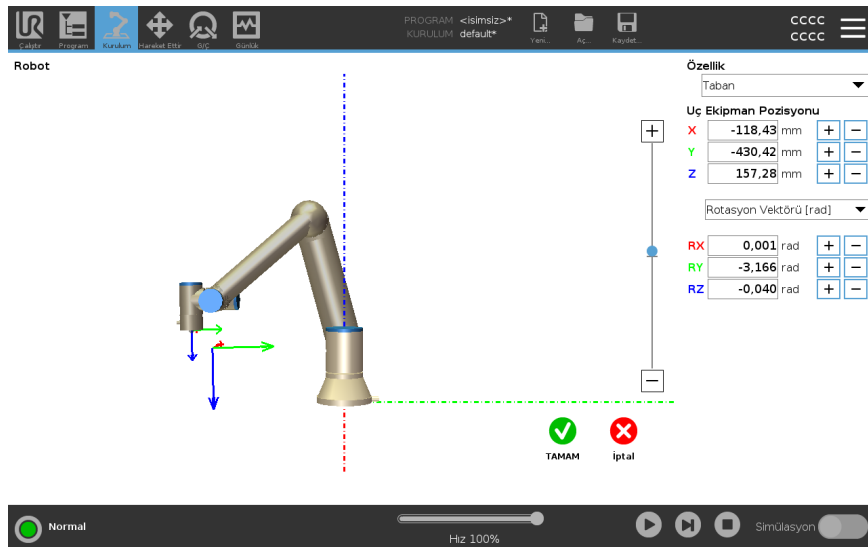 UR
PROGRAM <isimsiz>*
KURULUM default*
CCCC
CCCC
Çalıştır Program Kurulum Hareket Ettir G/Ç Günlük Yeni... Aç... Kaydet...
Robot
Özellik
Taban
Uç Ekipman Pozisyonu
X -118,43 mm + −
Y -430,42 mm + −
Z 157,28 mm + −
Rotasyon Vektörü [rad]
RX 0,001 rad + −
RY -3,166 rad + −
RZ -0,040 rad + −
TAMAM İptal
Normal
Hız 100%
Simülasyon